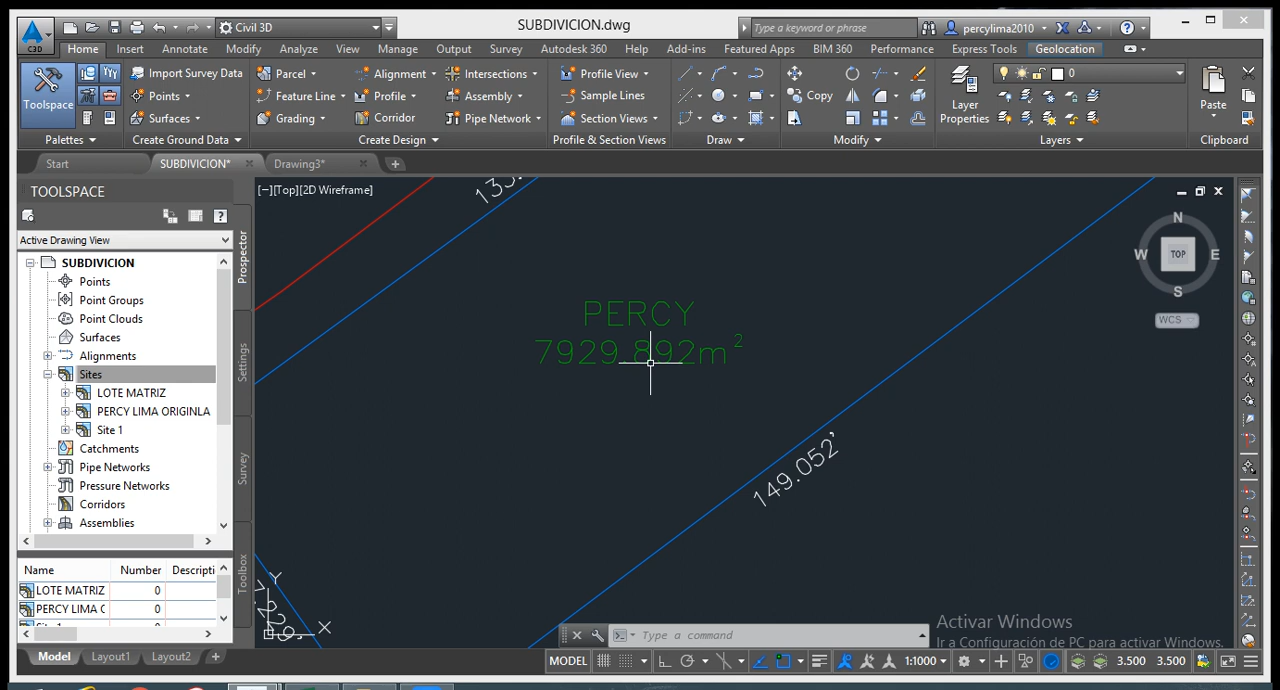 SUBDIVICION.dwg
C3D
Civil 3D
Type a keyword or phrase
percylima2010
Home Insert Annotate Modify Analyze View Manage Output Survey Autodesk 360 Help Add-ins Featured Apps BIM 360 Performance Express Tools Geolocation
Toolspace
Import Survey Data
Points
Surfaces
Parcel
Feature Line
Grading
Alignment
Profile
Corridor
Intersections
Assembly
Pipe Network
Profile View
Sample Lines
Section Views
Copy
Layer Properties
0
Paste
Palettes
Create Ground Data
Create Design
Profile & Section Views
Draw
Modify
Layers
Clipboard
Start SUBDIVICION* Drawing3*
TOOLSPACE
Active Drawing View
SUBDIVICION
Points
Point Groups
Point Clouds
Surfaces
Alignments
Sites
LOTE MATRIZ
PERCY LIMA ORIGINLA
Site 1
Catchments
Pipe Networks
Pressure Networks
Corridors
Assemblies
Prospector
Settings
Survey
Toolbox
Name Number Descripti
LOTE MATRIZ 0
PERCY LIMA C 0
[−][Top][2D Wireframe]
PERCY
7929.892m²
149.052'
N
W TOP E
S
WCS
Y
X
Type a command
Activar Windows
Ir a Configuración de PC para activar Windows.
Model Layout1 Layout2 +
MODEL
1:1000
3.500 3.500